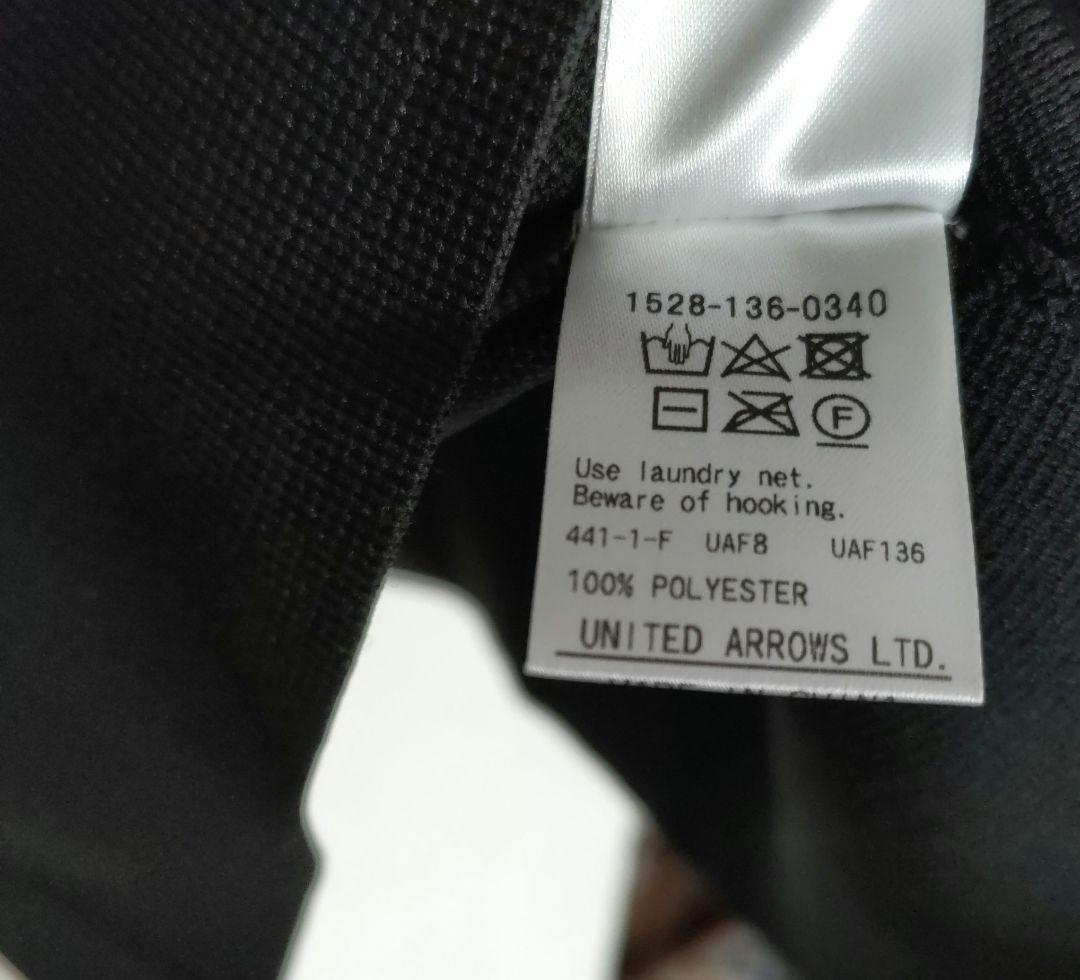 1528-136-0340
F
Use laundry net.
Beware of hooking.
441-1-F UAF8 UAF136
100% POLYESTER
UNITED ARROWS LTD.